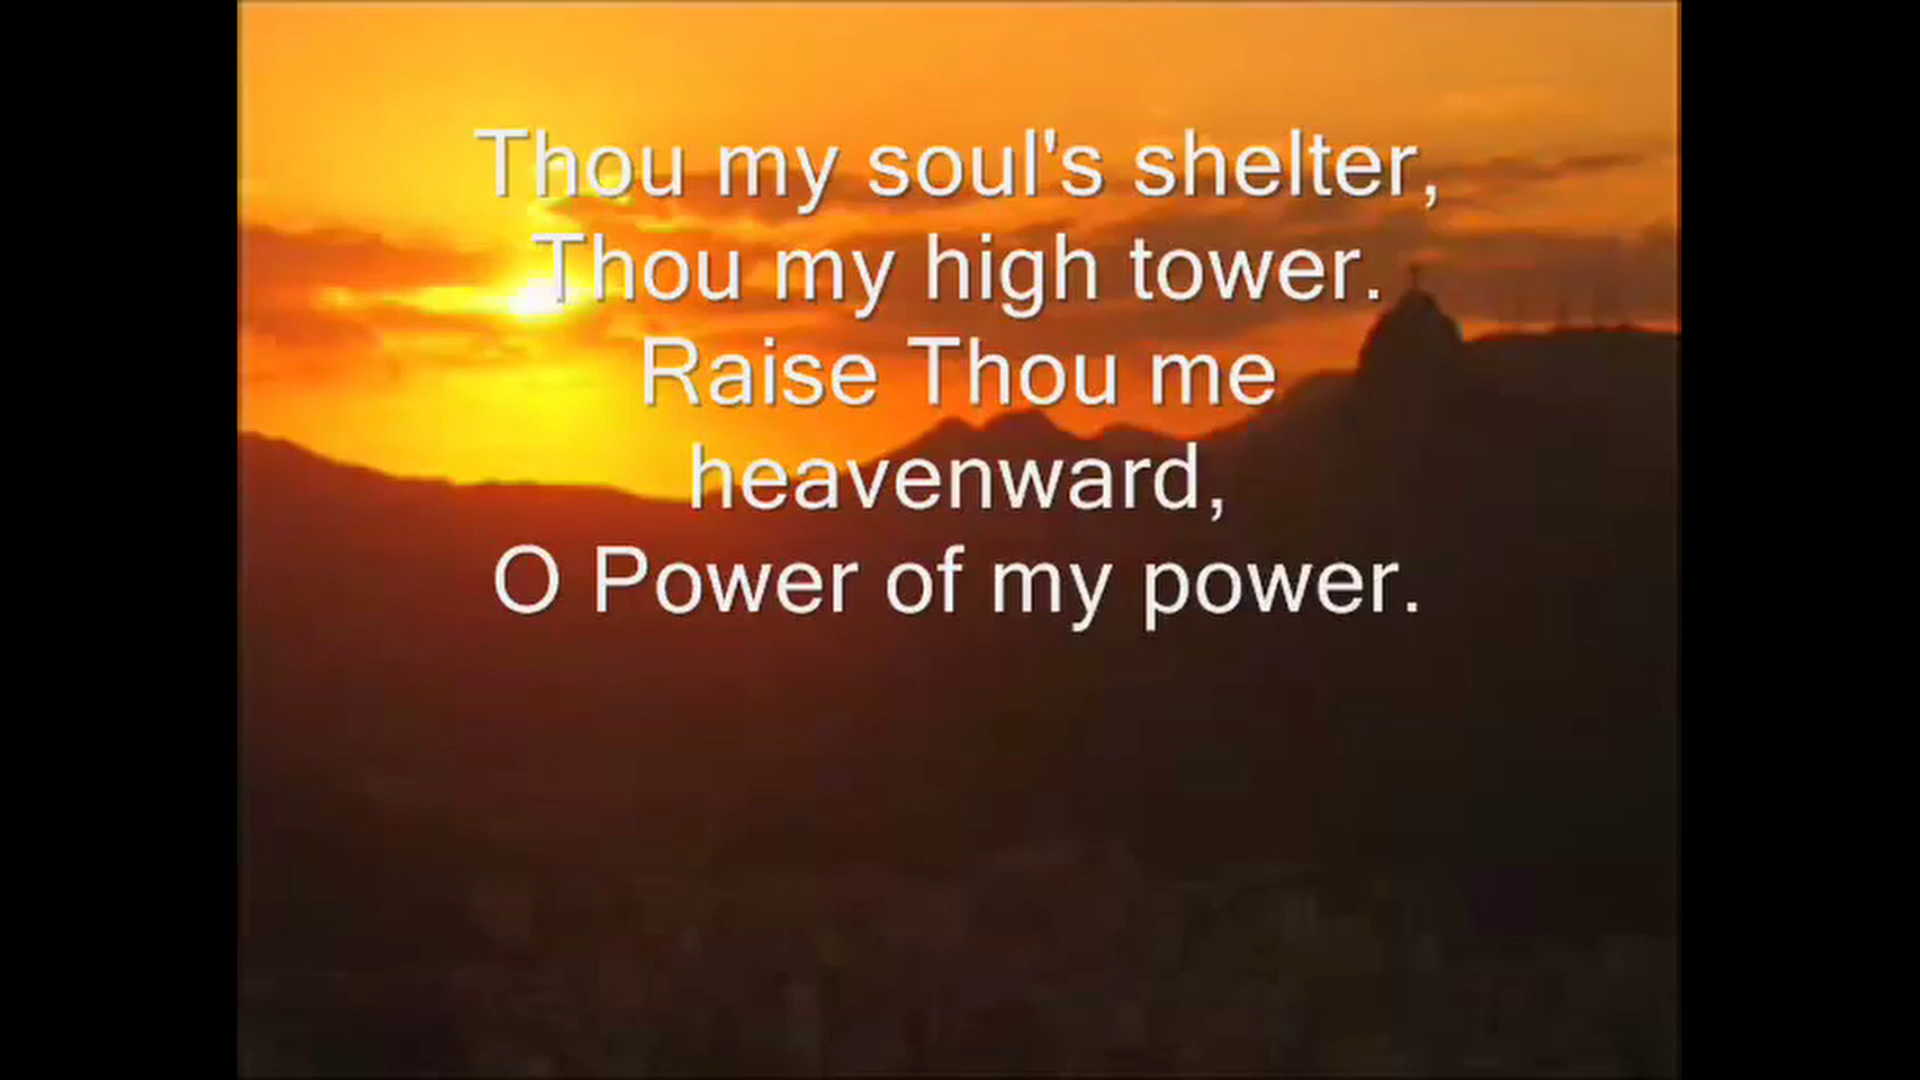 Thou my soul's shelter,
Thou my high tower.
Raise Thou me
heavenward,
O Power of my power.